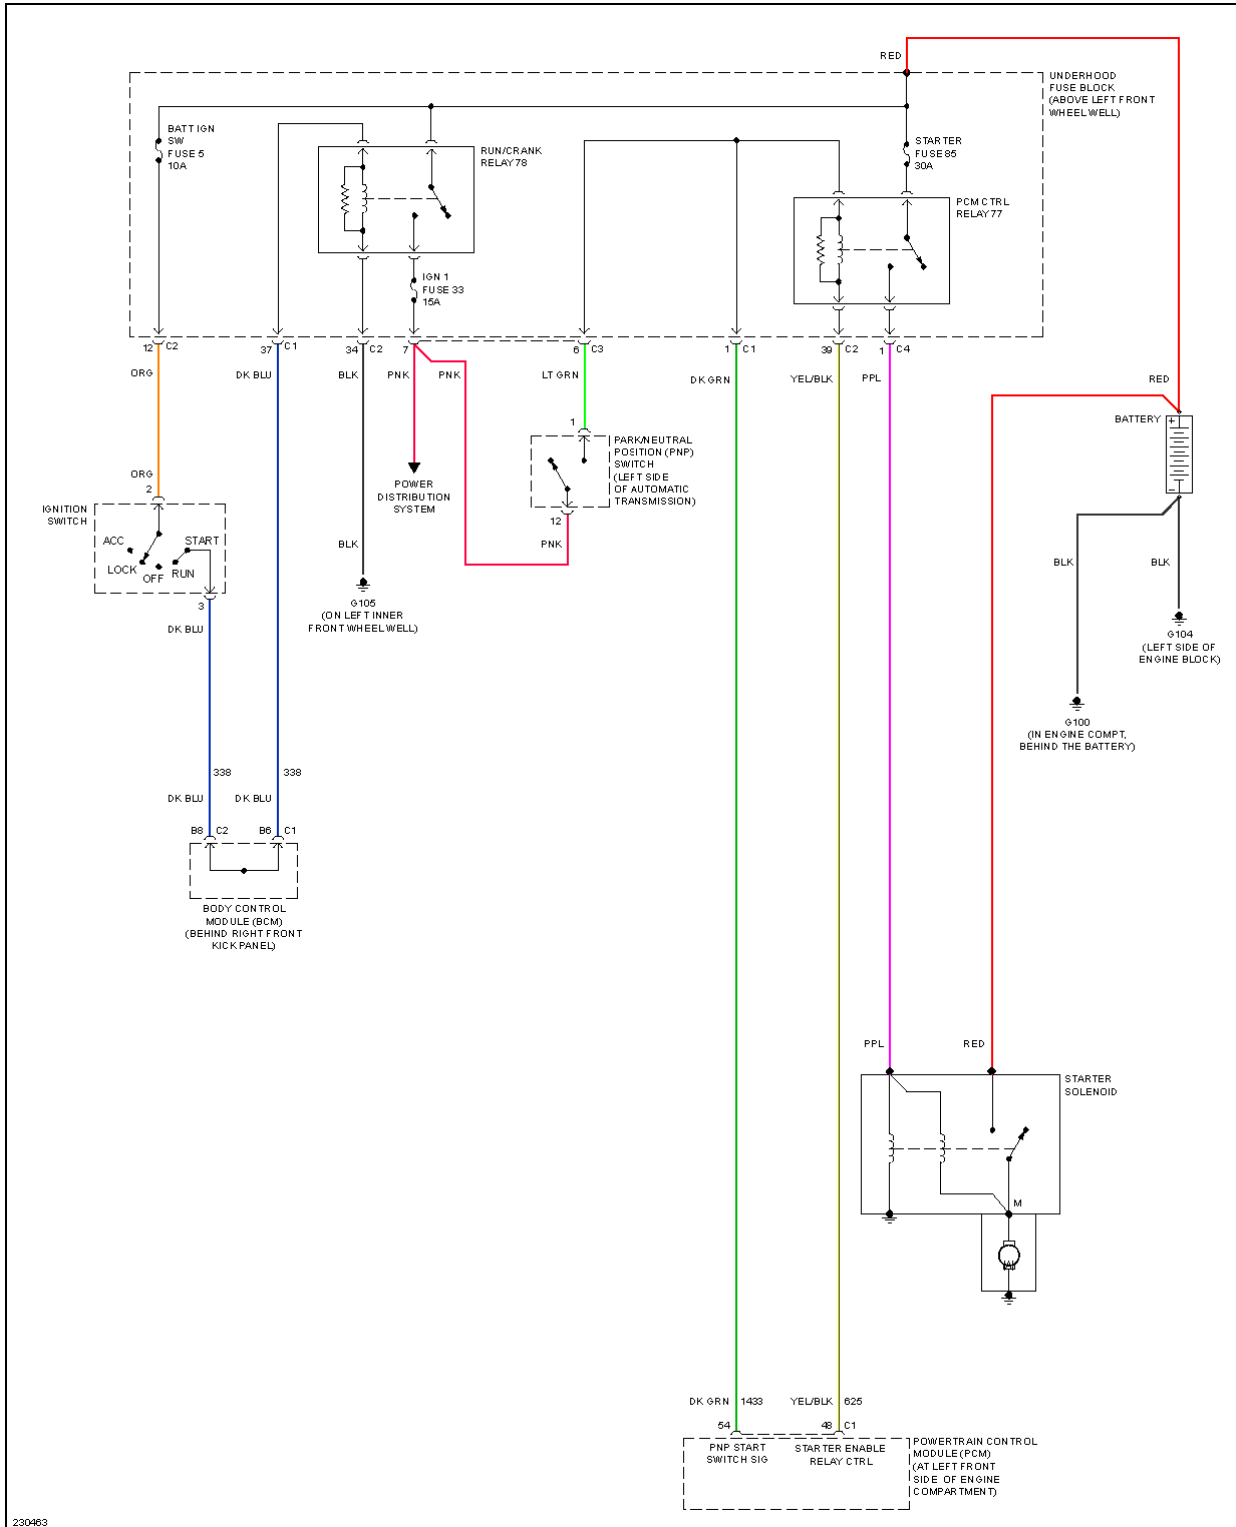 RED
UNDERHOOD
FUSE BLOCK
(ABOVE LEFT FRONT
WHEEL WELL)
BATT IGN
SW
FUSE 5
10A
RUN/CRANK
RELAY 78
STARTER
FUSE 85
30A
PCM CTRL
RELAY 77
IGN 1
FUSE 33
15A
12 C2
37 C1
34 C2
7
6 C3
1 C1
39 C2
1 C4
ORG
DK BLU
BLK
PNK
PNK
LT GRN
DK GRN
YEL/BLK
PPL
RED
BATTERY
+
–
1
PARK/NEUTRAL
POSITION (PNP)
SWITCH
(LEFT SIDE
OF AUTOMATIC
TRANSMISSION)
12
PNK
POWER
DISTRIBUTION
SYSTEM
ORG
2
IGNITION
SWITCH
ACC
LOCK
OFF
RUN
START
3
DK BLU
BLK
G105
(ON LEFT INNER
FRONT WHEEL WELL)
BLK
BLK
G104
(LEFT SIDE OF
ENGINE BLOCK)
G100
(IN ENGINE COMPT,
BEHIND THE BATTERY)
338
338
DK BLU
DK BLU
B8 C2
B6 C1
BODY CONTROL
MODULE (BCM)
(BEHIND RIGHT FRONT
KICK PANEL)
PPL
RED
STARTER
SOLENOID
M
M
DK GRN 1433
YEL/BLK 625
54
48 C1
PNP START
SWITCH SIG
STARTER ENABLE
RELAY CTRL
POWERTRAIN CONTROL
MODULE (PCM)
(AT LEFT FRONT
SIDE OF ENGINE
COMPARTMENT)
230463